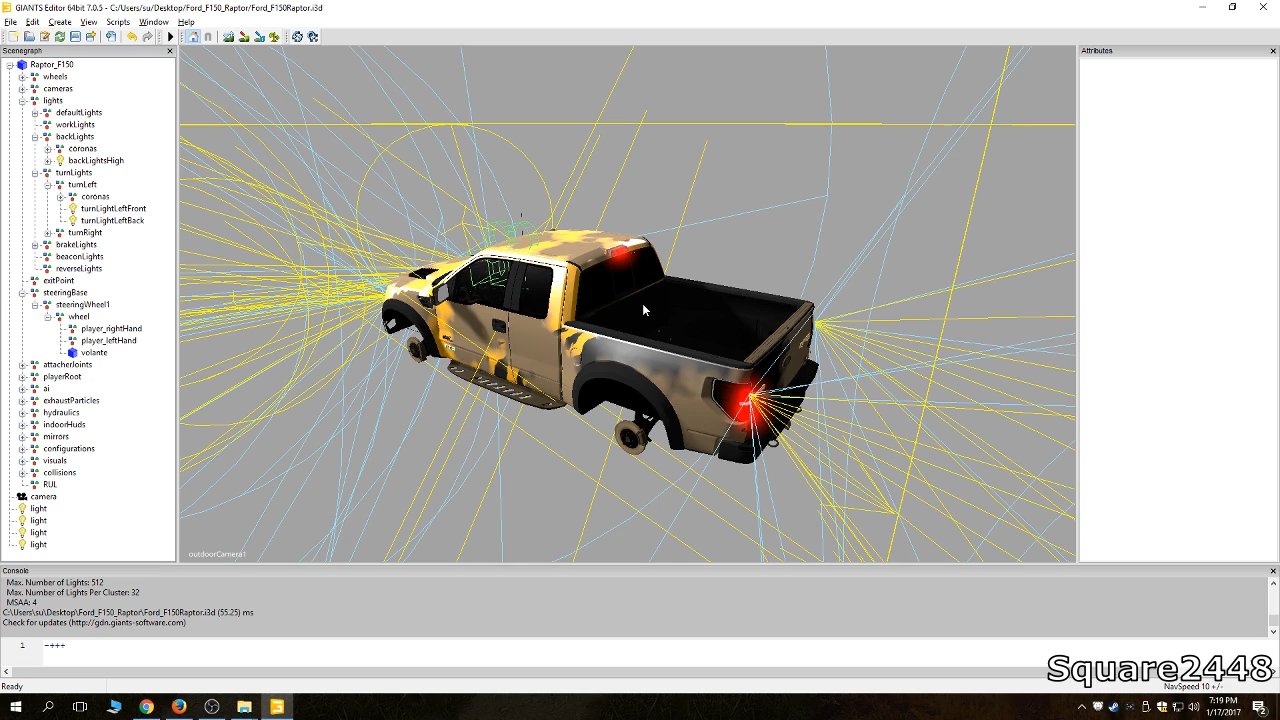 GIANTS Editor 64bit 7.0.5 - C:/Users/su/Desktop/Ford_F150_Raptor/Ford_F150Raptor.i3d
File Edit Create View Scripts Window Help
Scenegraph
Attributes
Raptor_F150
wheels
cameras
lights
defaultLights
workLights
backLights
coronas
backLightsHigh
turnLights
turnLeft
coronas
turnLightLeftFront
turnLightLeftBack
turnRight
brakeLights
beaconLights
reverseLights
exitPoint
steeringBase
steeringWheel1
wheel
player_rightHand
player_leftHand
volante
attacherJoints
playerRoot
ai
exhaustParticles
hydraulics
indoorHuds
mirrors
configurations
visuals
collisions
RUL
camera
light
light
light
light
outdoorCamera1
Console
Max. Number of Lights: 512
Max. Number of Lights Per Cluster: 32
MSAA: 4
C:\Users\su\Desktop\Ford_F150_Raptor\Ford_F150Raptor.i3d (55.25) ms
Check for updates (http://gdn.giants-software.com)
1 -+++
Square2448
Ready
NavSpeed 10 +/-
7:19 PM
1/17/2017
2